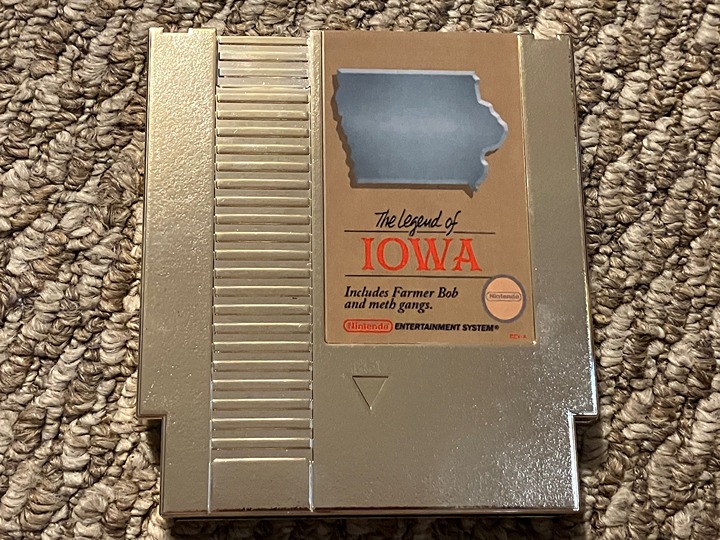 The Legend of
IOWA
Includes Farmer Bob
and meth gangs.
Nintendo
Nintendo ENTERTAINMENT SYSTEM®